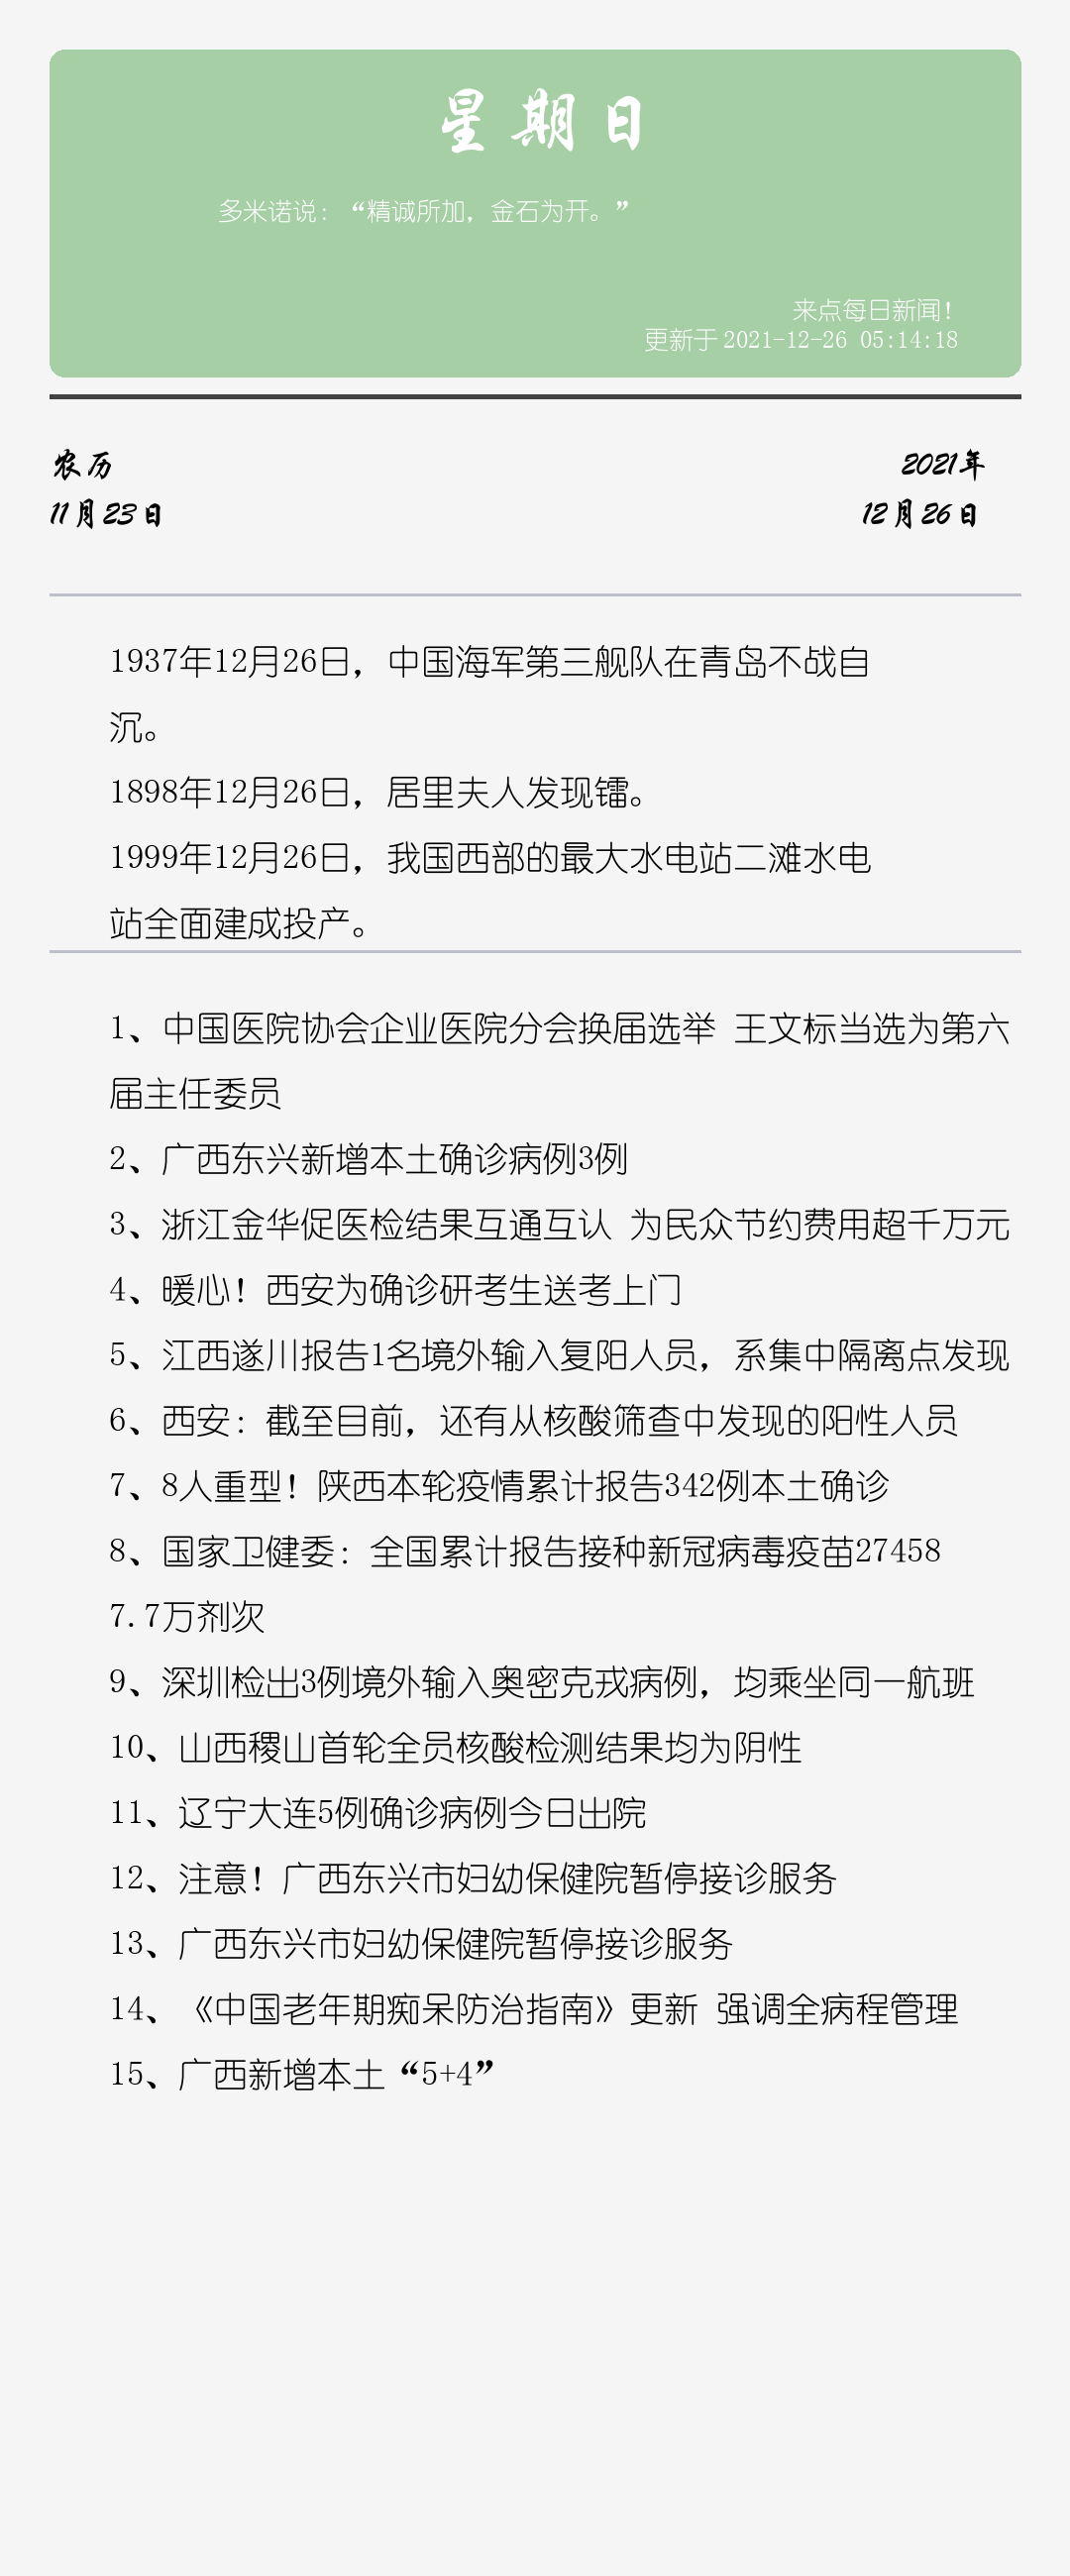 星期日
多米诺说：“精诚所加，金石为开。”
来点每日新闻！
更新于2021-12-26 05:14:18
农历
2021年
11月23日
12月26日
1937年12月26日，中国海军第三舰队在青岛不战自
沉。
1898年12月26日，居里夫人发现镭。
1999年12月26日，我国西部的最大水电站二滩水电
站全面建成投产。
1、中国医院协会企业医院分会换届选举 王文标当选为第六
届主任委员
2、广西东兴新增本土确诊病例3例
3、浙江金华促医检结果互通互认 为民众节约费用超千万元
4、暖心！西安为确诊研考生送考上门
5、江西遂川报告1名境外输入复阳人员，系集中隔离点发现
6、西安：截至目前，还有从核酸筛查中发现的阳性人员
7、8人重型！陕西本轮疫情累计报告342例本土确诊
8、国家卫健委：全国累计报告接种新冠病毒疫苗27458
7.7万剂次
9、深圳检出3例境外输入奥密克戎病例，均乘坐同一航班
10、山西稷山首轮全员核酸检测结果均为阴性
11、辽宁大连5例确诊病例今日出院
12、注意！广西东兴市妇幼保健院暂停接诊服务
13、广西东兴市妇幼保健院暂停接诊服务
14、《中国老年期痴呆防治指南》更新 强调全病程管理
15、广西新增本土“5+4”